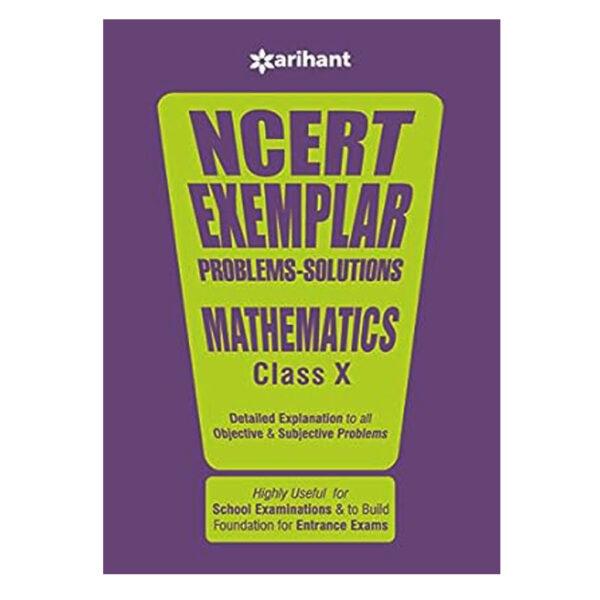 arihant
NCERT
EXEMPLAR
PROBLEMS-SOLUTIONS
MATHEMATICS
Class X
Detailed Explanation to all
Objective & Subjective Problems
Highly Useful for
School Examinations & to Build
Foundation for Entrance Exams